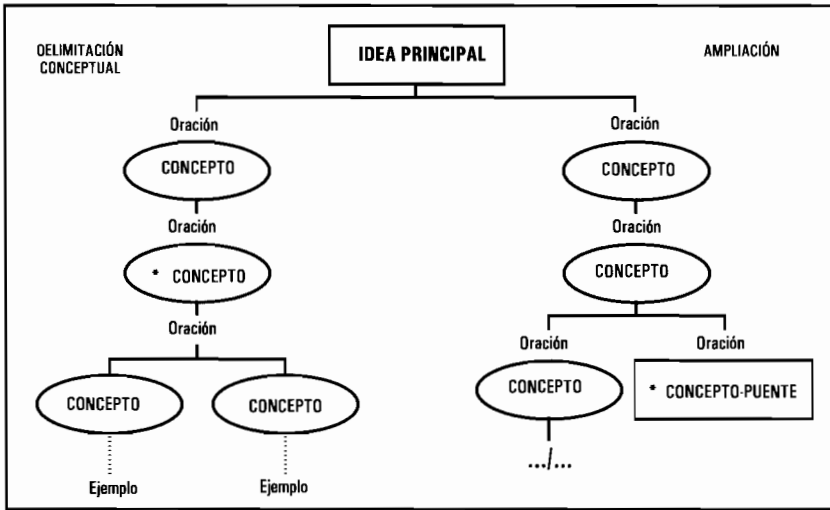 DELIMITACIÓN
CONCEPTUAL
IDEA PRINCIPAL
AMPLIACIÓN
Oración
Oración
CONCEPTO
CONCEPTO
Oración
Oración
* CONCEPTO
CONCEPTO
Oración
Oración
Oración
CONCEPTO
CONCEPTO
CONCEPTO
* CONCEPTO-PUENTE
.../...
Ejemplo
Ejemplo